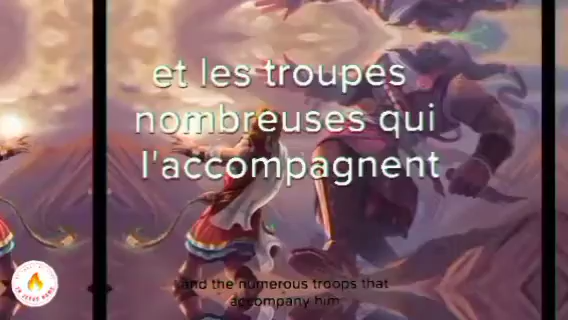 et les troupes
nombreuses qui
l'accompagnent
and the numerous troops that
accompany him